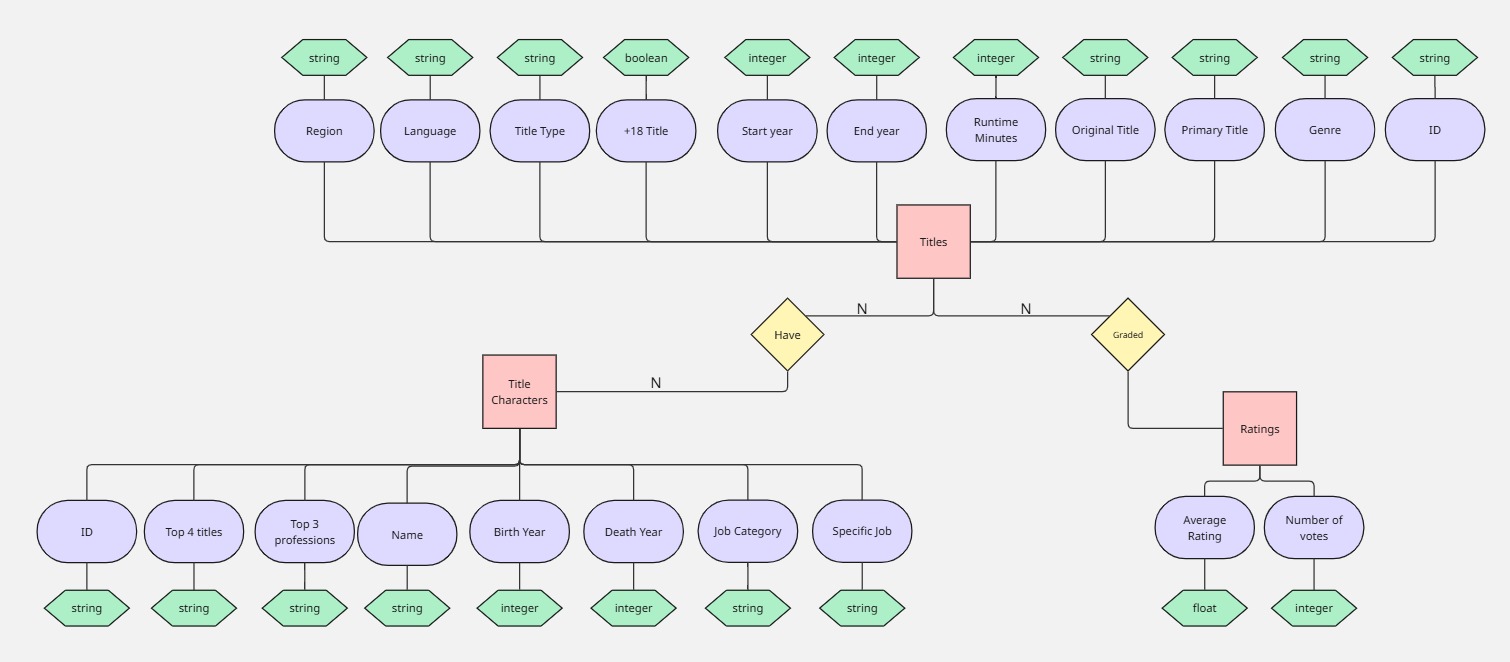 string string string boolean integer integer integer string string string string
Region Language Title Type +18 Title Start year End year Runtime Minutes Original Title Primary Title Genre ID
Titles
N N
Have Graded
N
Title Characters
Ratings
ID Top 4 titles Top 3 professions Name Birth Year Death Year Job Category Specific Job Average Rating Number of votes
string string string string integer integer string string float integer